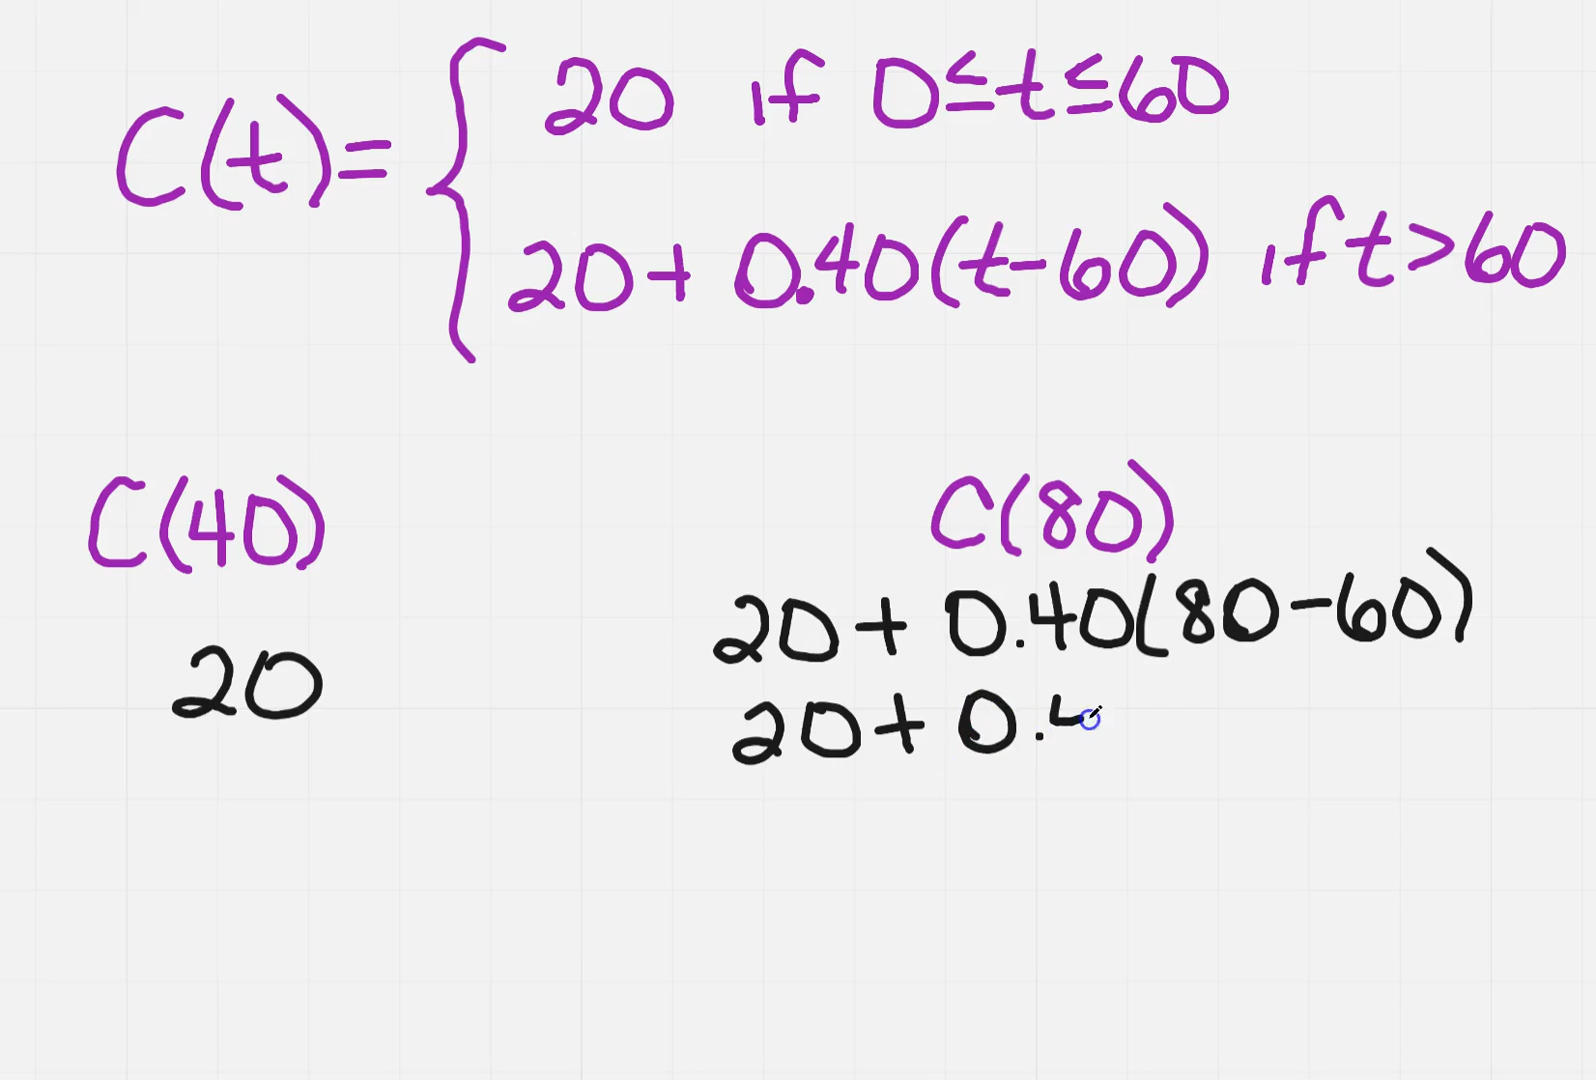 C(t)= { 20 if 0≤t≤60
20+0.40(t-60) if t>60
C(40)
C(80)
20
20+0.40(80-60)
20+0.4